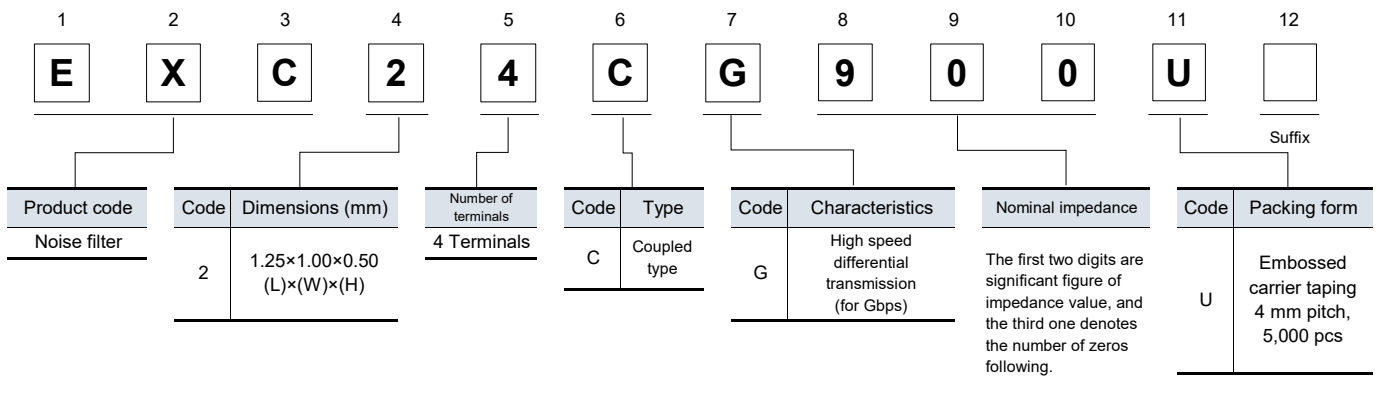 1 2 3 4 5 6 7 8 9 10 11 12
E X C 2 4 C G 9 0 0 U
Suffix
Product code
Noise filter
Code Dimensions (mm)
2
1.25×1.00×0.50
(L)×(W)×(H)
Number of
terminals
4 Terminals
Code Type
C
Coupled
type
Code Characteristics
G
High speed
differential
transmission
(for Gbps)
Nominal impedance
The first two digits are
significant figure of
impedance value, and
the third one denotes
the number of zeros
following.
Code Packing form
U
Embossed
carrier taping
4 mm pitch,
5,000 pcs